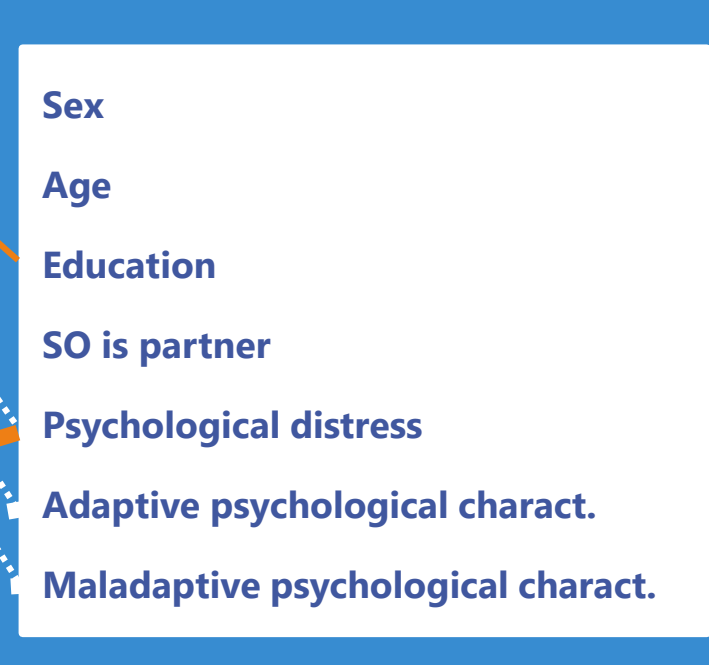 Sex
Age
Education
SO is partner
Psychological distress
Adaptive psychological charact.
Maladaptive psychological charact.